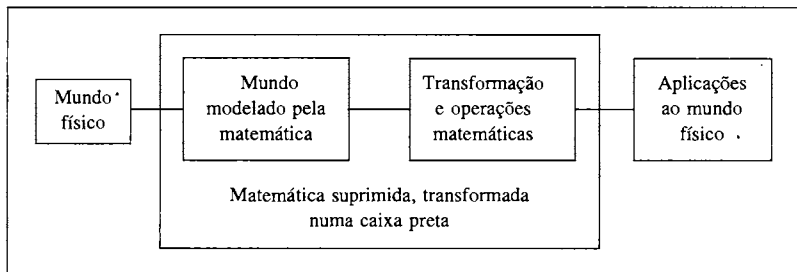 Mundo
físico
Mundo
modelado pela
matemática
Transformação
e operações
matemáticas
Aplicações
ao mundo
físico
Matemática suprimida, transformada
numa caixa preta